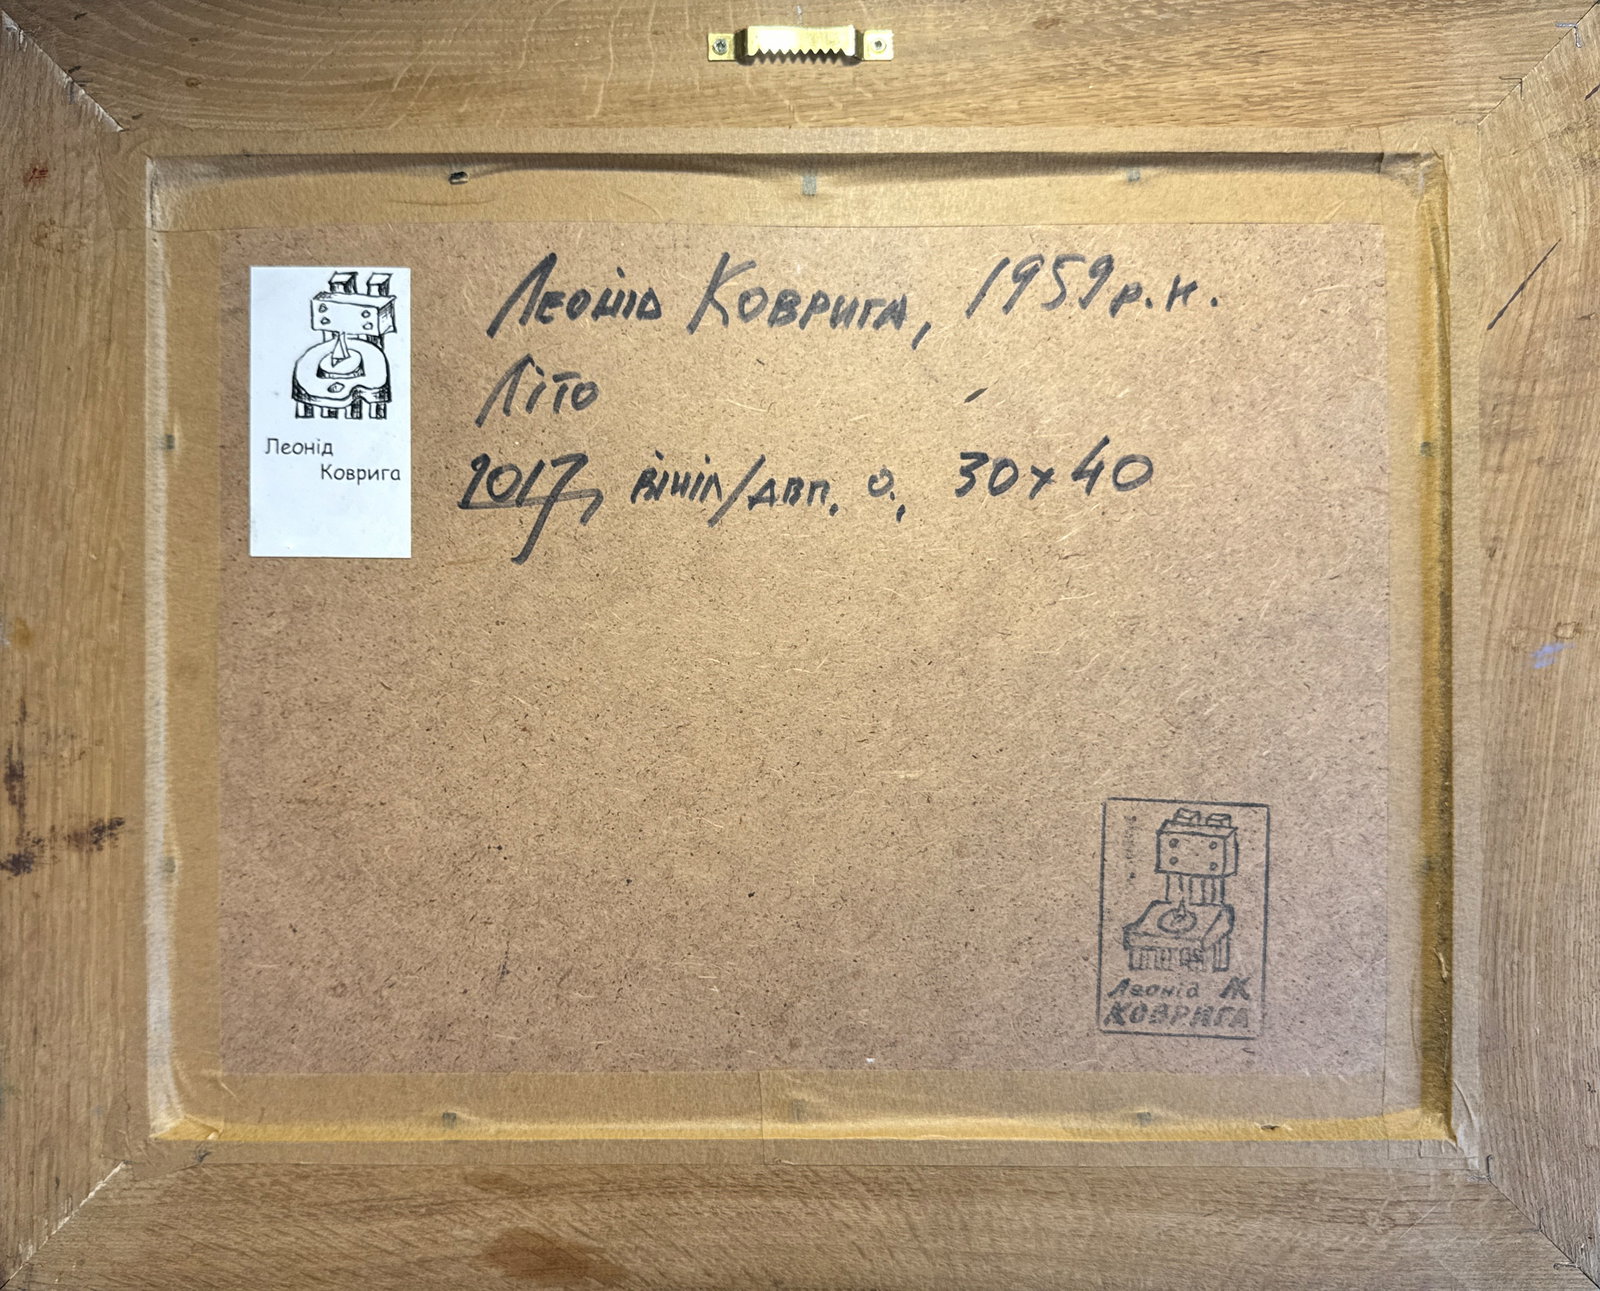 Леонід Коврига, 1959 р.н.
Літо
2017, вініл/двп, о, 30х40
Леонід
Коврига
Леонід Ж
КОВРИГА